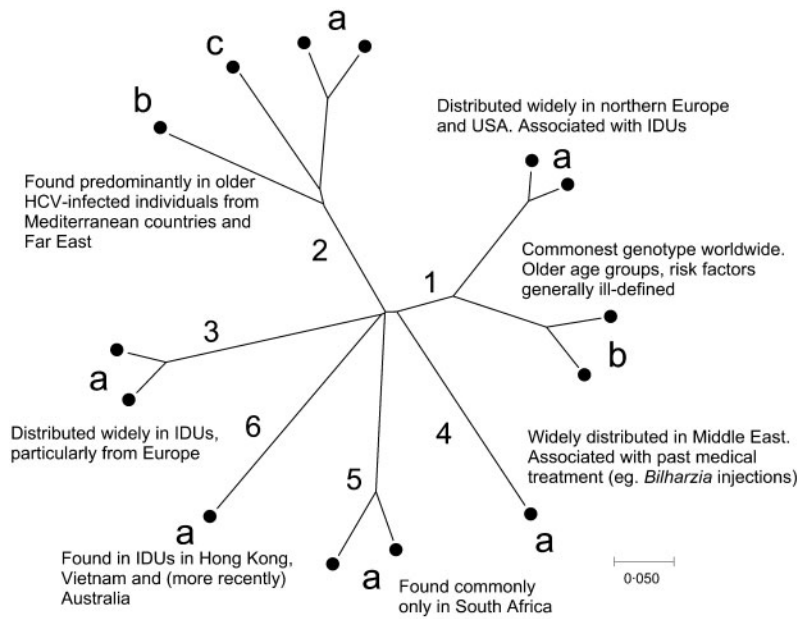 a
c
b
Distributed widely in northern Europe
and USA. Associated with IDUs
a
Found predominantly in older
HCV-infected individuals from
Mediterranean countries and
Far East
2
1
Commonest genotype worldwide.
Older age groups, risk factors
generally ill-defined
b
3
a
Distributed widely in IDUs,
particularly from Europe
6
a
Found in IDUs in Hong Kong,
Vietnam and (more recently)
Australia
5
a
Found commonly
only in South Africa
4
a
Widely distributed in Middle East.
Associated with past medical
treatment (eg. Bilharzia injections)
0·050